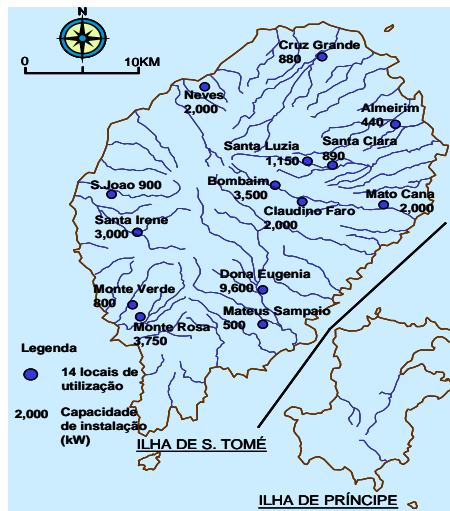 N
0 10KM
Cruz Grande
880
Neves
2,000
Almeirim
440
Santa Luzia
1,150
Santa Clara
890
S.Joao 900
Bombaim
3,500
Mato Cana
2,000
Claudino Faro
2,000
Santa Irene
3,000
Dona Eugenia
9,600
Monte Verde
800
Mateus Sampaio
500
Monte Rosa
3,750
Legenda
14 locais de
utilização
2,000 Capacidade
de instalação
(kW)
ILHA DE S. TOMÉ
ILHA DE PRÍNCIPE